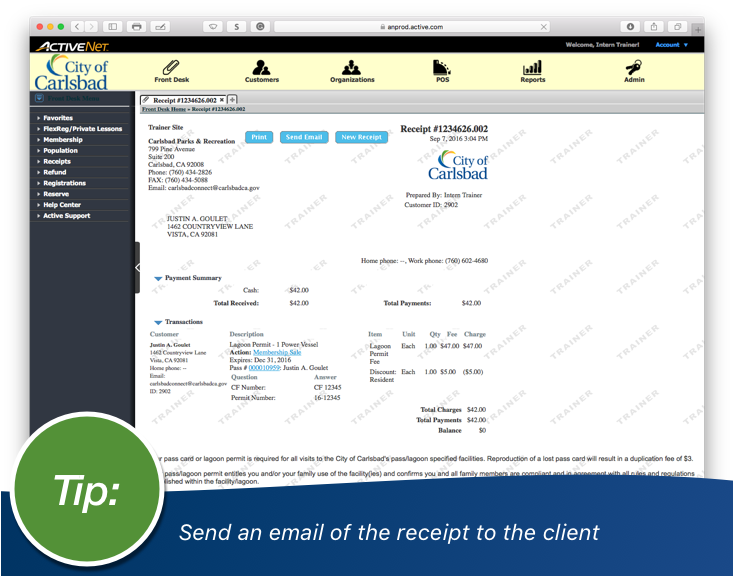 anprod.active.com
ACTIVENET
Welcome, Intern Trainer! Account
City of
Carlsbad
Front Desk
Customers
Organizations
POS
Reports
Admin
Front Desk Menu
Favorites
FlexReg/Private Lessons
Membership
Population
Receipts
Refund
Registrations
Reserve
Help Center
Active Support
Receipt #1234626.002
Front Desk Home » Receipt #1234626.002
Trainer Site
Carlsbad Parks & Recreation
799 Pine Avenue
Suite 200
Carlsbad, CA 92008
Phone: (760) 434-2826
FAX: (760) 434-5088
Email: carlsbadconnect@carlsbadca.gov
Print
Send Email
New Receipt
Receipt #1234626.002
Sep 7, 2016 3:04 PM
City of
Carlsbad
Prepared By: Intern Trainer
Customer ID: 2902
JUSTIN A. GOULET
1462 COUNTRYVIEW LANE
VISTA, CA 92081
Home phone: --, Work phone: (760) 602-4680
Payment Summary
Cash: $42.00
Total Received: $42.00 Total Payments: $42.00
Transactions
Customer Description Item Unit Qty Fee Charge
Justin A. Goulet
1462 Countryview Lane
Vista, CA 92081
Home phone: --
Email:
carlsbadconnect@carlsbadca.gov
ID: 2902
Lagoon Permit - 1 Power Vessel
Action: Membership Sale
Expires: Dec 31, 2016
Pass # 000010959: Justin A. Goulet
Question Answer
CF Number: CF 12345
Permit Number: 16-12345
Lagoon Each 1.00 $47.00 $47.00
Permit
Fee
Discount: Each 1.00 $5.00 ($5.00)
Resident
Total Charges $42.00
Total Payments $42.00
Balance $0
r pass card or lagoon permit is required for all visits to the City of Carlsbad's pass/lagoon specified facilities. Reproduction of a lost pass card will result in a duplication fee of $3.
pass/lagoon permit entitles you and/or your family use of the facility(ies) and confirms you and all family members are compliant and in agreement with all rules and regulations
lished within the facility/lagoon.
TRAINER
Tip:
Send an email of the receipt to the client